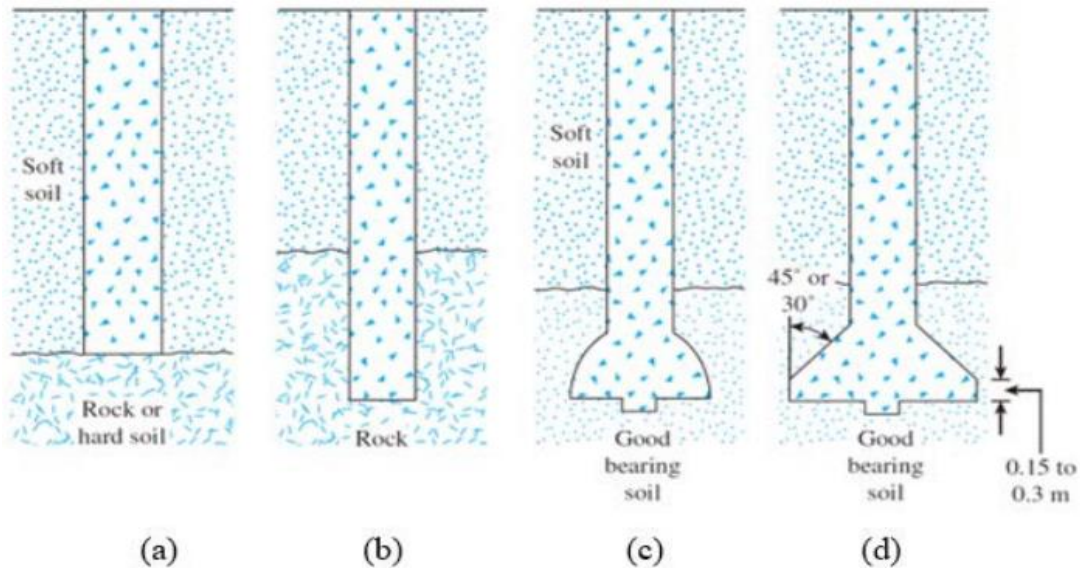 Soft
soil
Rock or
hard soil
(a)
Rock
(b)
Soft
soil
Good
bearing
soil
(c)
45° or
30°
Good
bearing
soil
0.15 to
0.3 m
(d)